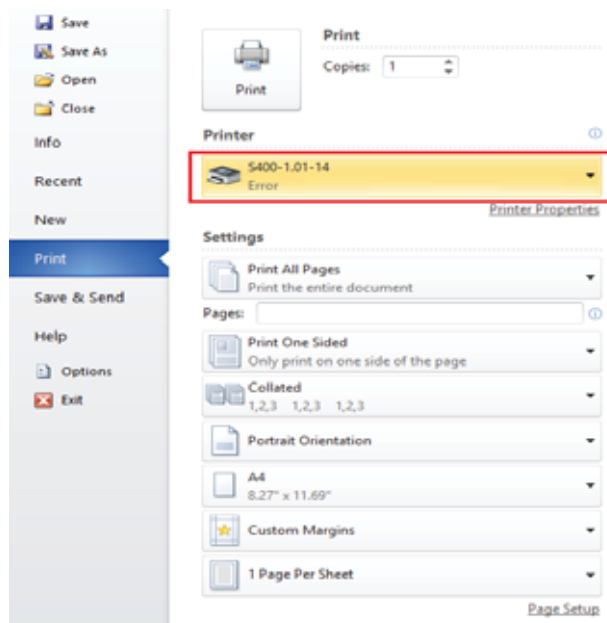 Save
Save As
Open
Close
Info
Recent
New
Print
Save & Send
Help
Options
Exit
Print
Print
Copies: 1
Printer
S400-1.01-14
Error
Printer Properties
Settings
Print All Pages
Print the entire document
Pages:
Print One Sided
Only print on one side of the page
Collated
1,2,3 1,2,3 1,2,3
Portrait Orientation
A4
8.27" x 11.69"
Custom Margins
1 Page Per Sheet
Page Setup